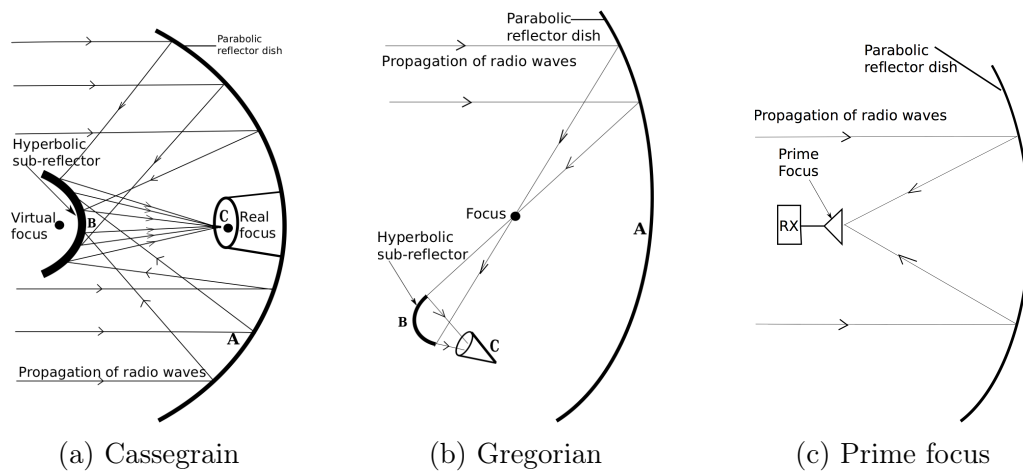 Parabolic
reflector dish
Hyperbolic
sub-reflector
Virtual
focus
B
C
Real
focus
A
Propagation of radio waves
(a) Cassegrain
Parabolic
reflector dish
Propagation of radio waves
Focus
A
Hyperbolic
sub-reflector
B
C
(b) Gregorian
Parabolic
reflector dish
Propagation of radio waves
Prime
Focus
RX
(c) Prime focus